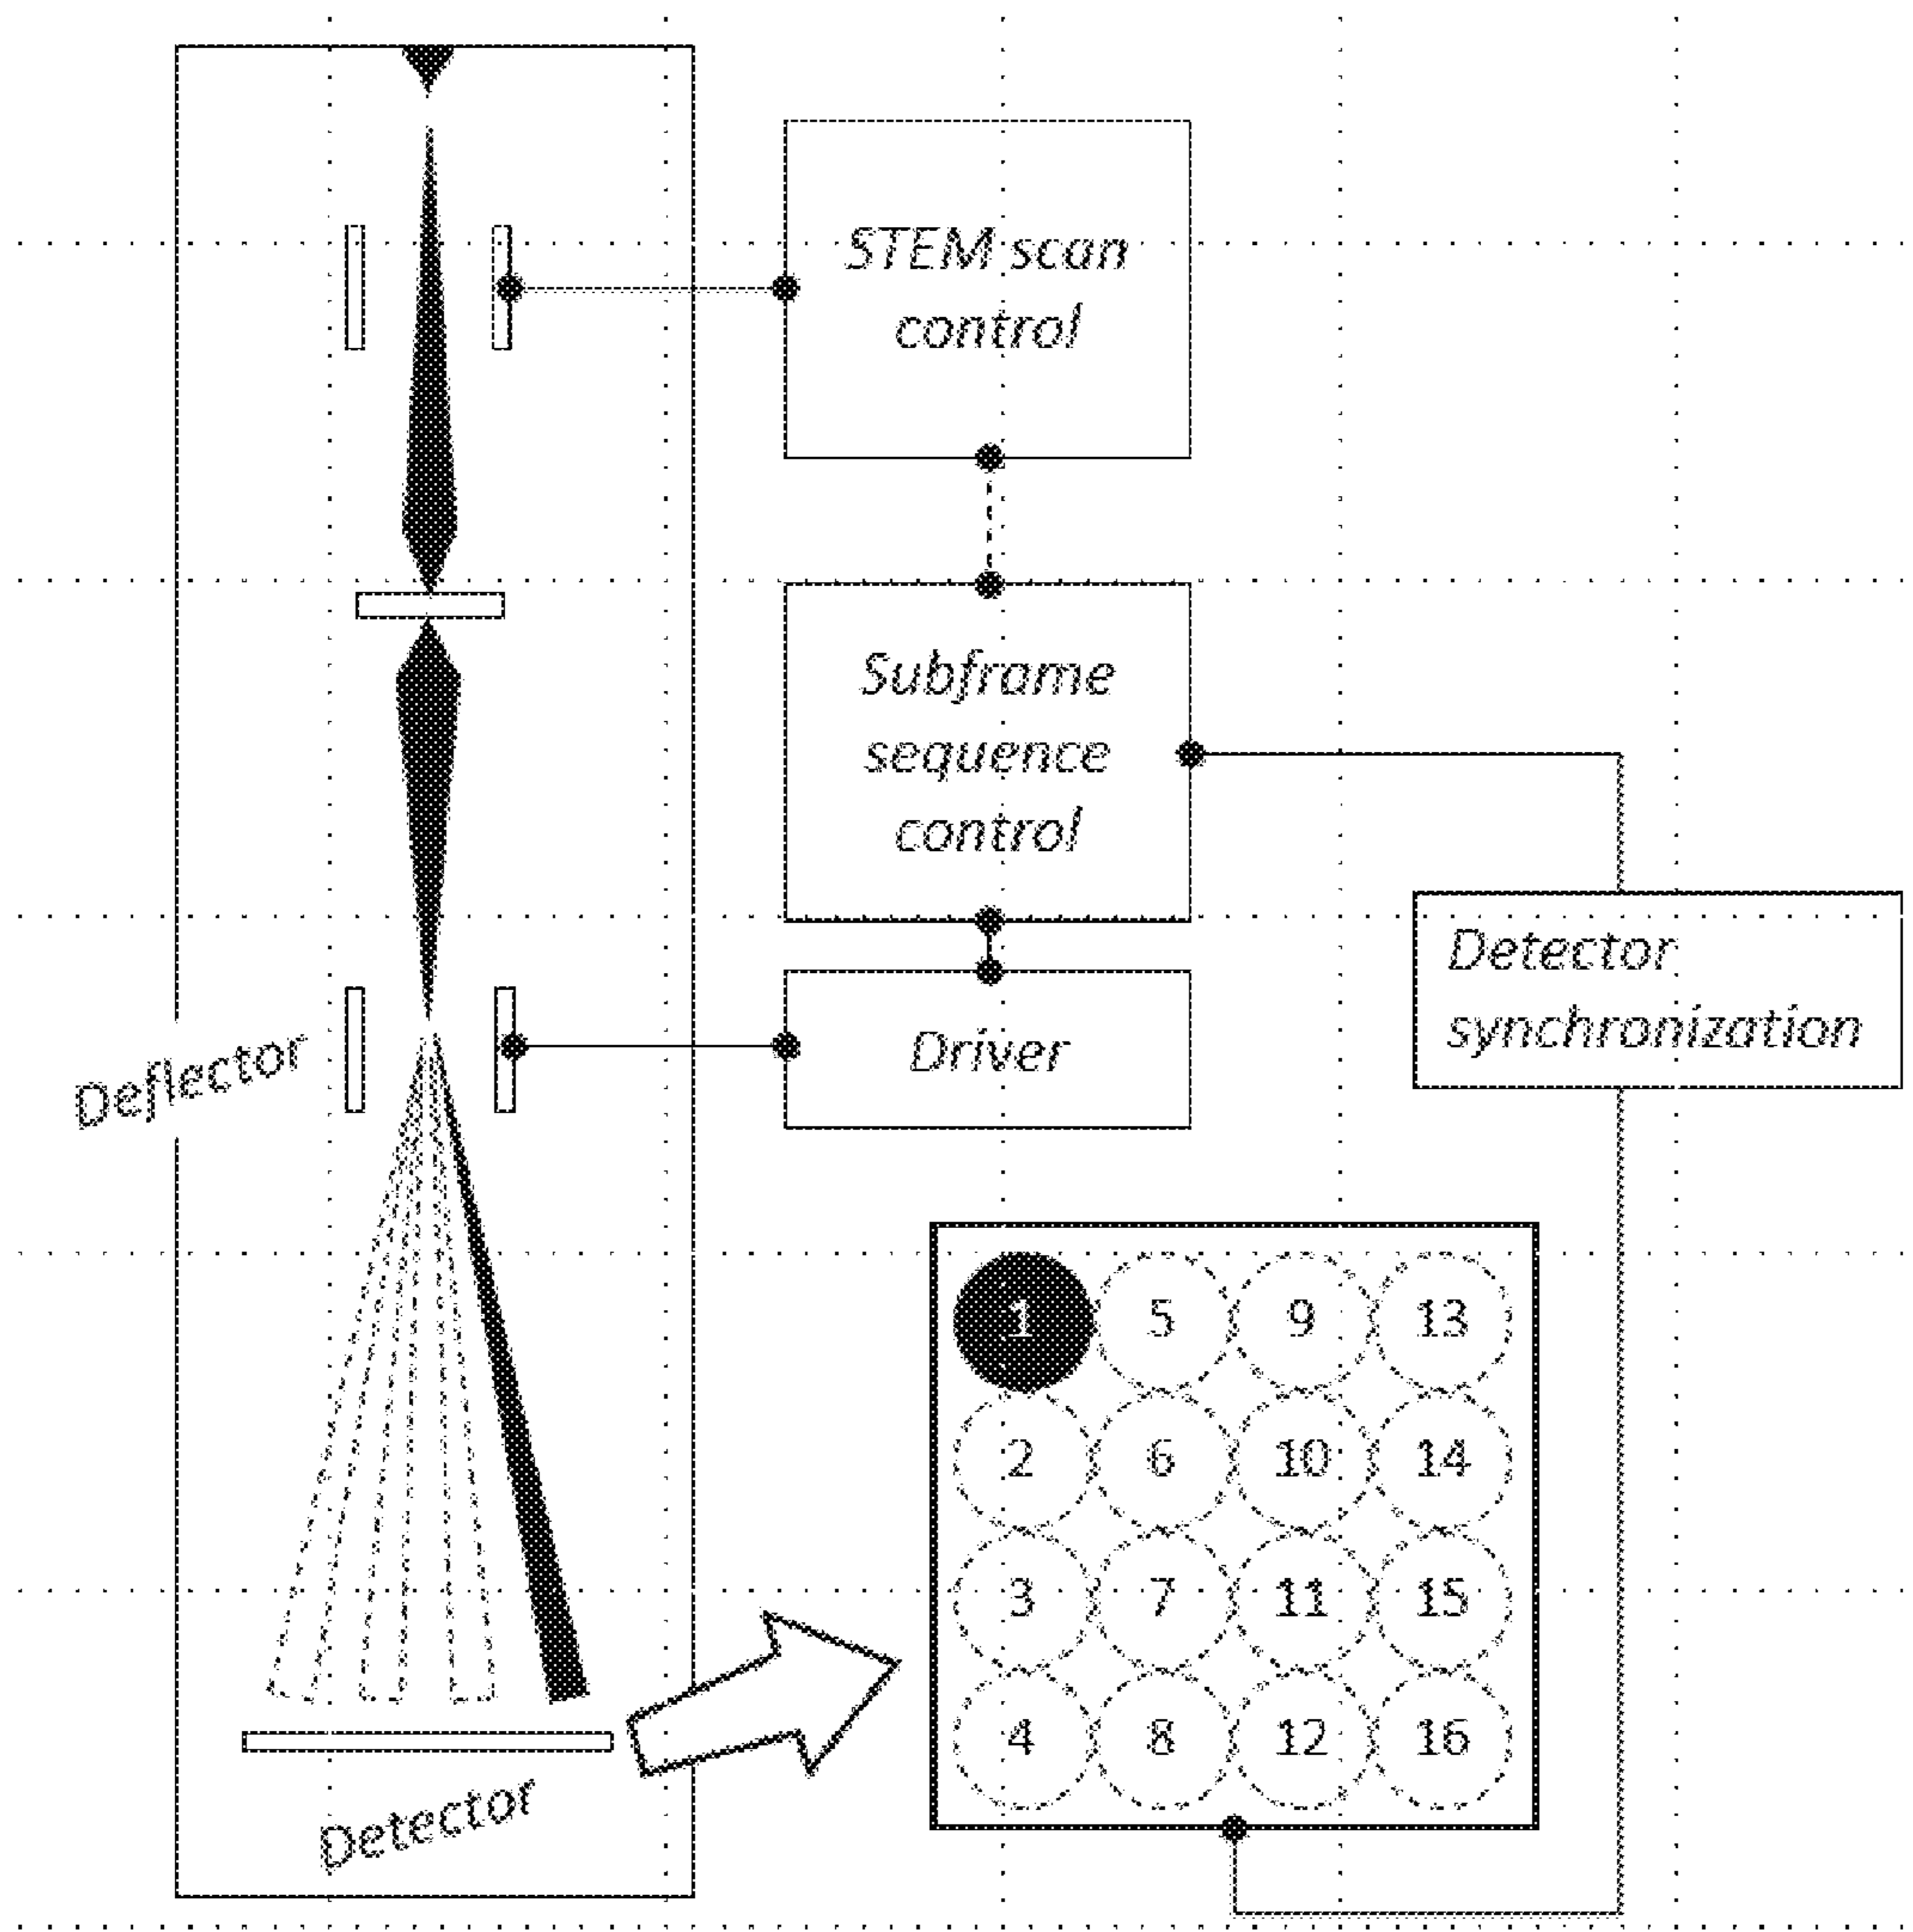 STEM scan
control
Subframe
sequence
control
Detector
synchronization
Deflector
Driver
1 5 9 13
2 6 10 14
3 7 11 15
4 8 12 16
Detector